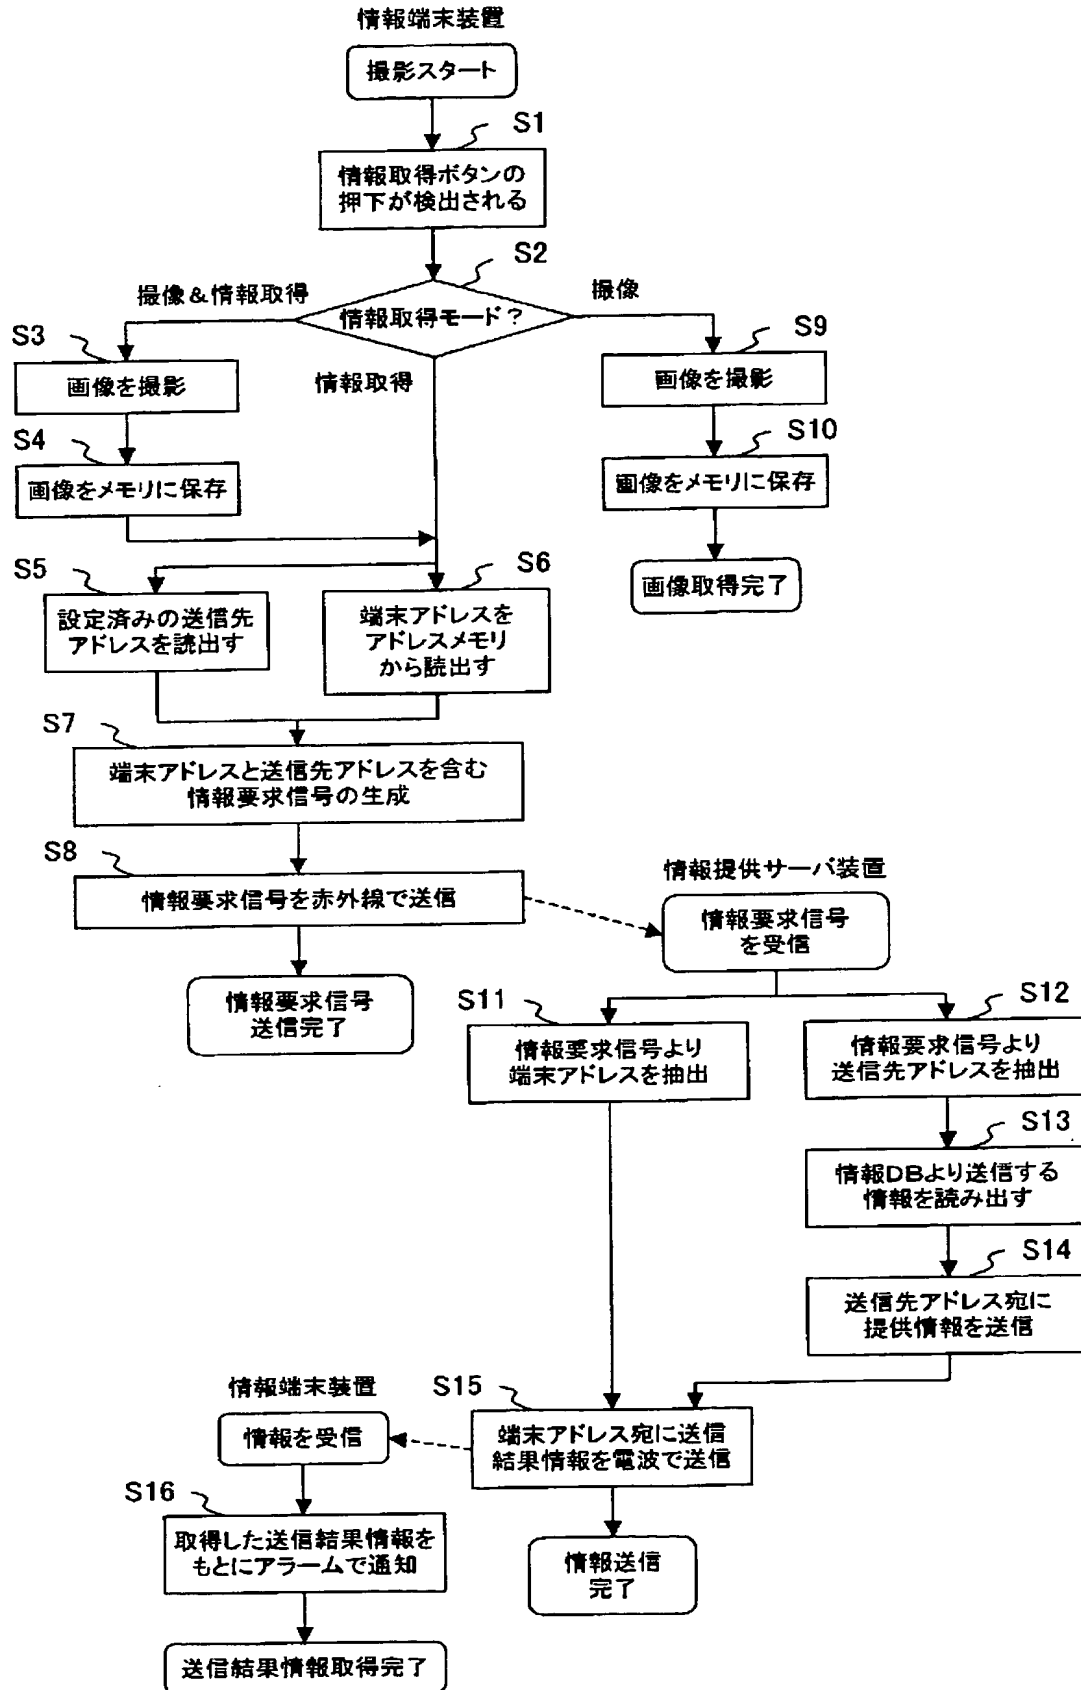 情報端末装置
撮影スタート
S1
情報取得ボタンの
押下が検出される
S2
情報取得モード？
撮像＆情報取得
撮像
情報取得
S3
画像を撮影
S4
画像をメモリに保存
S9
画像を撮影
S10
画像をメモリに保存
画像取得完了
S5
設定済みの送信先
アドレスを読出す
S6
端末アドレスを
アドレスメモリ
から読出す
S7
端末アドレスと送信先アドレスを含む
情報要求信号の生成
S8
情報要求信号を赤外線で送信
情報要求信号
送信完了
情報提供サーバ装置
情報要求信号
を受信
S11
情報要求信号より
端末アドレスを抽出
S12
情報要求信号より
送信先アドレスを抽出
S13
情報DBより送信する
情報を読み出す
S14
送信先アドレス宛に
提供情報を送信
S15
端末アドレス宛に送信
結果情報を電波で送信
情報送信
完了
情報端末装置
情報を受信
S16
取得した送信結果情報を
もとにアラームで通知
送信結果情報取得完了